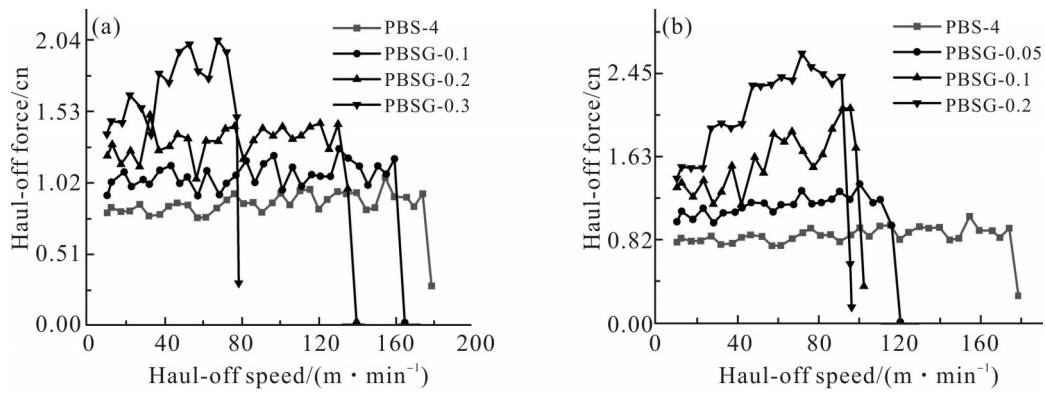 (a)
PBS-4
PBSG-0.1
PBSG-0.2
PBSG-0.3
Haul-off force/cn
2.04
1.53
1.02
0.51
0.00
0
40
80
120
160
200
Haul-off speed/(m · min⁻¹)
(b)
PBS-4
PBSG-0.05
PBSG-0.1
PBSG-0.2
Haul-off force/cn
2.45
1.63
0.82
0.00
0
40
80
120
160
Haul-off speed/(m · min⁻¹)